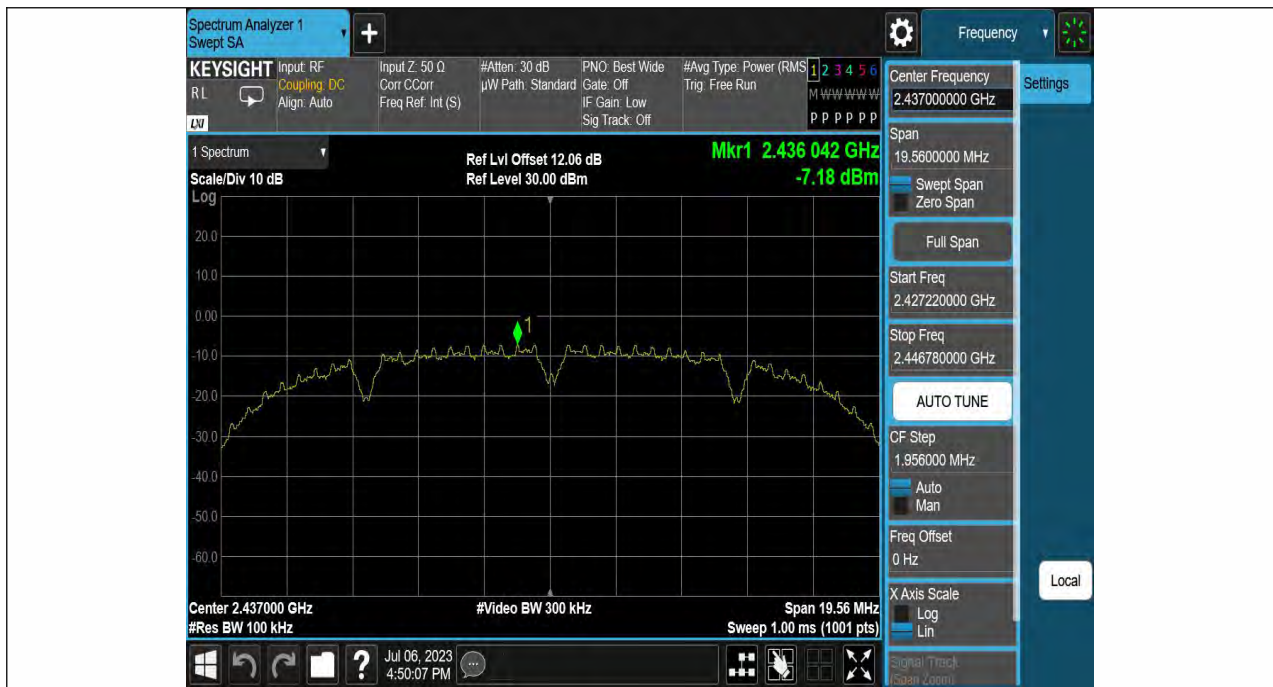 Spectrum Analyzer 1
Swept SA
+
Frequency
KEYSIGHT
RL
LXI
Input: RF
Coupling: DC
Align: Auto
Input Z: 50 Ω
Corr CCorr
Freq Ref: Int (S)
#Atten: 30 dB
µW Path: Standard
PNO: Best Wide
Gate: Off
IF Gain: Low
Sig Track: Off
#Avg Type: Power (RMS
Trig: Free Run
1 2 3 4 5 6
M W W W W W
P P P P P P
1 Spectrum
Scale/Div 10 dB
Ref Lvl Offset 12.06 dB
Ref Level 30.00 dBm
Mkr1 2.436 042 GHz
-7.18 dBm
Log
20.0
10.0
0.00
-10.0
-20.0
-30.0
-40.0
-50.0
-60.0
1
Center 2.437000 GHz
#Res BW 100 kHz
#Video BW 300 kHz
Span 19.56 MHz
Sweep 1.00 ms (1001 pts)
Center Frequency
2.437000000 GHz
Settings
Span
19.5600000 MHz
Swept Span
Zero Span
Full Span
Start Freq
2.427220000 GHz
Stop Freq
2.446780000 GHz
AUTO TUNE
CF Step
1.956000 MHz
Auto
Man
Freq Offset
0 Hz
X Axis Scale
Log
Lin
Signal Track
(Span Zoom)
Local
?
Jul 06, 2023
4:50:07 PM